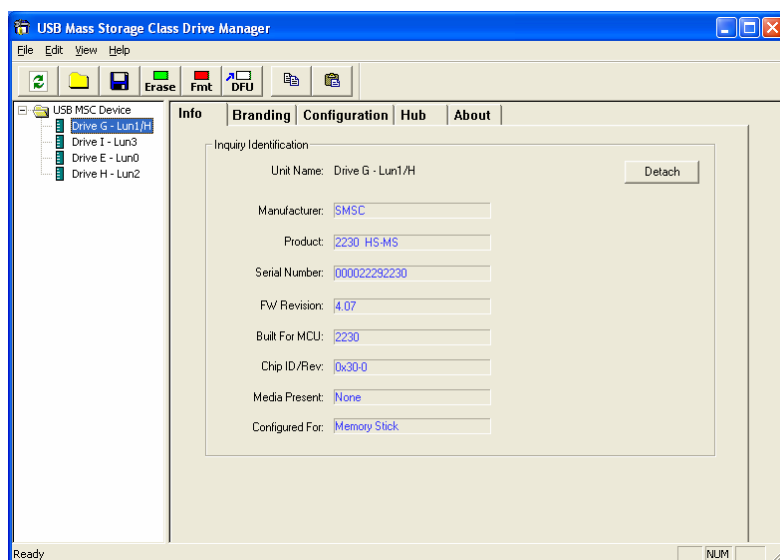 USB Mass Storage Class Drive Manager
File Edit View Help
Erase Fmt DFU
USB MSC Device
Drive G - Lun1/H
Drive I - Lun3
Drive E - Lun0
Drive H - Lun2
Info Branding Configuration Hub About
Inquiry Identification
Unit Name: Drive G - Lun1/H Detach
Manufacturer: SMSC
Product: 2230 HS-MS
Serial Number: 000022292230
FW Revision: 4.07
Built For MCU: 2230
Chip ID/Rev: 0x30-0
Media Present: None
Configured For: Memory Stick
Ready NUM